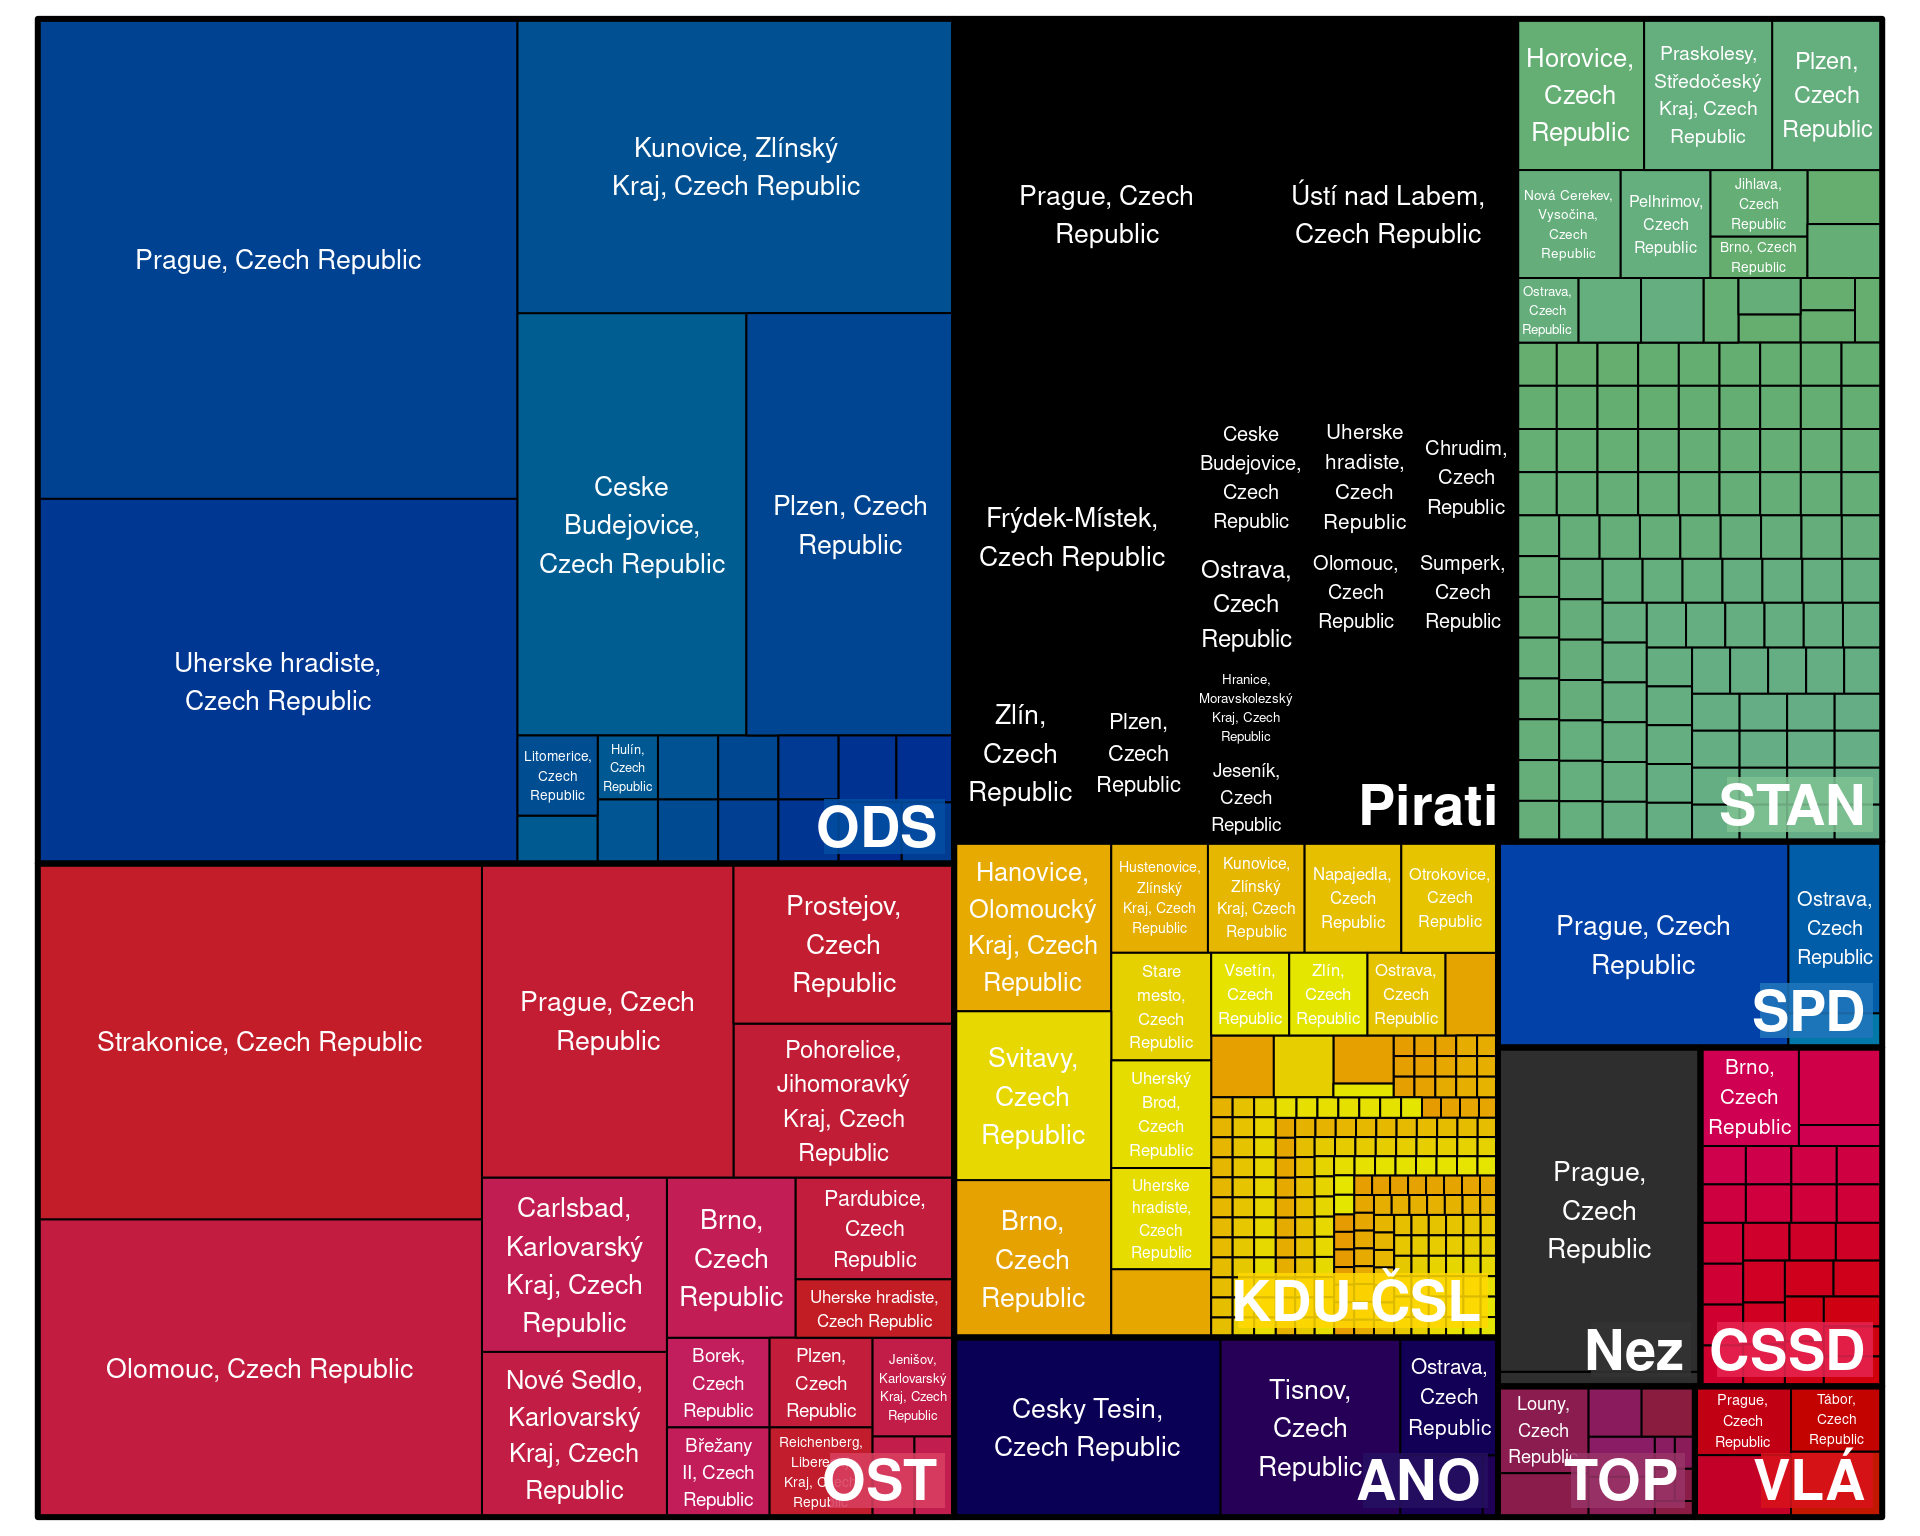 Prague, Czech Republic
Kunovice, Zlínský
Kraj, Czech Republic
Uherske hradiste,
Czech Republic
Ceske
Budejovice,
Czech Republic
Plzen, Czech
Republic
Litomerice,
Czech
Republic
Hulín,
Czech
Republic
ODS
Prague, Czech
Republic
Ústí nad Labem,
Czech Republic
Frýdek-Místek,
Czech Republic
Ceske
Budejovice,
Czech
Republic
Uherske
hradiste,
Czech
Republic
Chrudim,
Czech
Republic
Ostrava,
Czech
Republic
Olomouc,
Czech
Republic
Sumperk,
Czech
Republic
Zlín,
Czech
Republic
Plzen,
Czech
Republic
Hranice,
Moravskolezský
Kraj, Czech
Republic
Jeseník,
Czech
Republic
Pirati
Horovice,
Czech
Republic
Praskolesy,
Středočeský
Kraj, Czech
Republic
Plzen,
Czech
Republic
Nová Cerekev,
Vysočina,
Czech
Republic
Pelhrimov,
Czech
Republic
Jihlava,
Czech
Republic
Brno, Czech
Republic
Ostrava,
Czech
Republic
STAN
Strakonice, Czech Republic
Olomouc, Czech Republic
Prague, Czech
Republic
Prostejov,
Czech
Republic
Pohorelice,
Jihomoravký
Kraj, Czech
Republic
Carlsbad,
Karlovarský
Kraj, Czech
Republic
Brno,
Czech
Republic
Pardubice,
Czech
Republic
Uherske hradiste,
Czech Republic
Nové Sedlo,
Karlovarský
Kraj, Czech
Republic
Borek,
Czech
Republic
Plzen,
Czech
Republic
Jenišov,
Karlovarský
Kraj, Czech
Republic
Břežany
II, Czech
Republic
Reichenberg,
Kraj, Czech
Republic
OST
Hanovice,
Olomoucký
Kraj, Czech
Republic
Hustenovice,
Zlínský
Kraj, Czech
Republic
Kunovice,
Zlínský
Kraj, Czech
Republic
Napajedla,
Czech
Republic
Otrokovice,
Czech
Republic
Svitavy,
Czech
Republic
Stare
mesto,
Czech
Republic
Vsetín,
Czech
Republic
Zlín,
Czech
Republic
Ostrava,
Czech
Republic
Uherský
Brod,
Czech
Republic
Brno,
Czech
Republic
Uherske
hradiste,
Czech
Republic
KDU-ČSL
Cesky Tesin,
Czech Republic
Tisnov,
Czech
Republic
Ostrava,
Czech
Republic
ANO
Prague, Czech
Republic
Ostrava,
Czech
Republic
SPD
Prague,
Czech
Republic
Nez
Brno,
Czech
Republic
CSSD
Louny,
Czech
Republic
TOP
Prague,
Czech
Republic
Tábor,
Czech
Republic
VLÁ